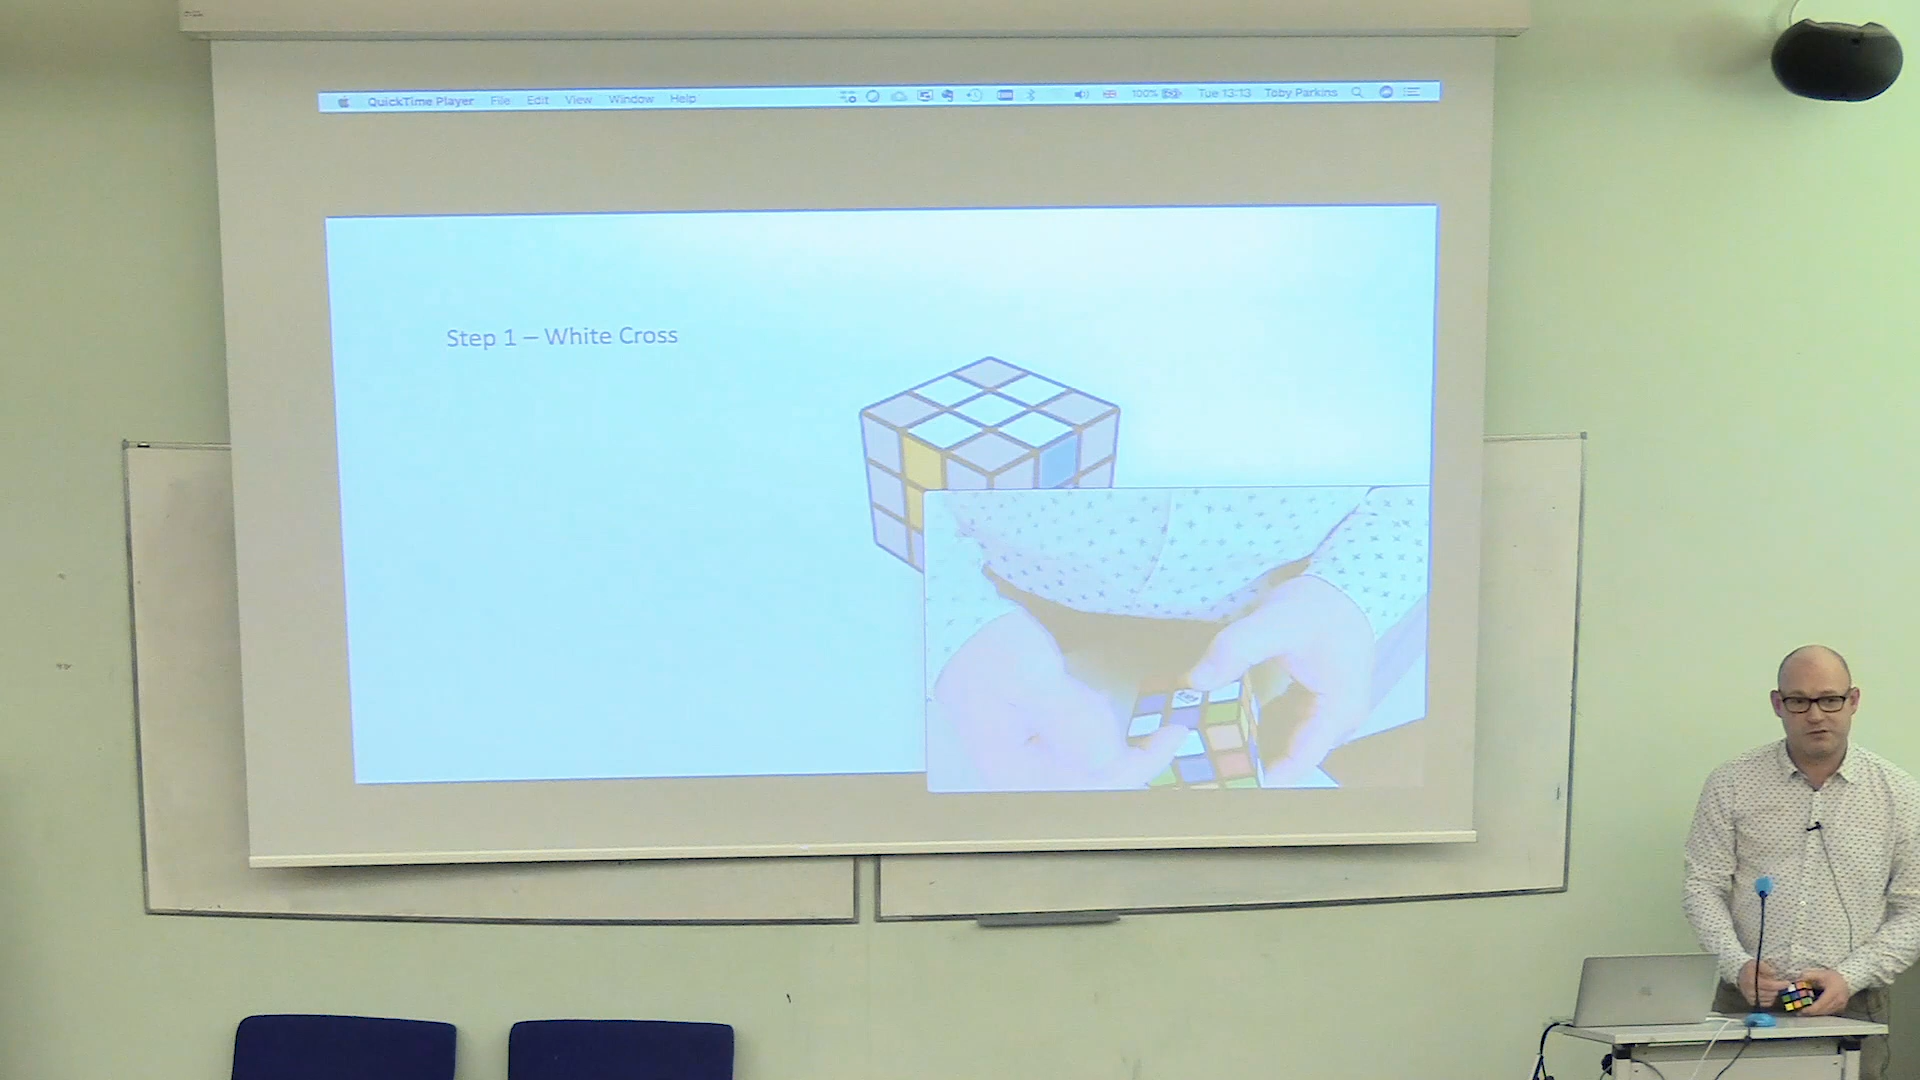 QuickTime Player File Edit View Window Help 100% Tue 13:13 Toby Parkins
Step 1 – White Cross